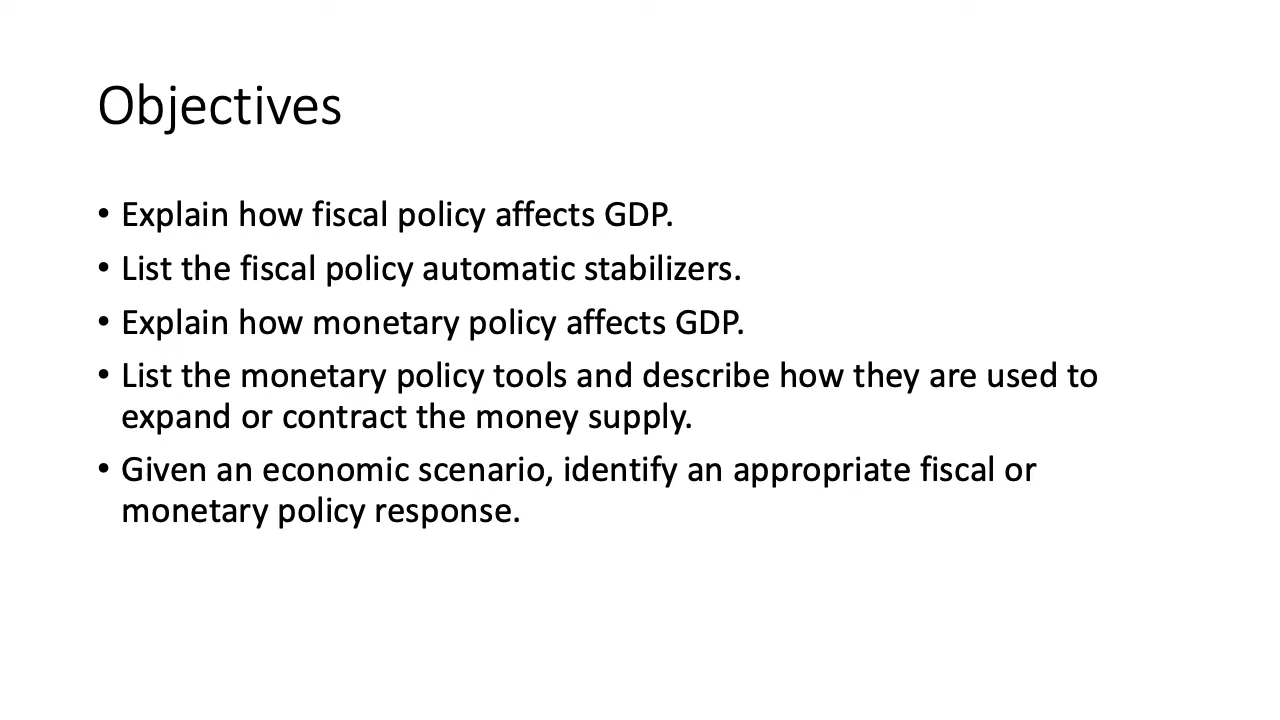 Objectives
• Explain how fiscal policy affects GDP.
• List the fiscal policy automatic stabilizers.
• Explain how monetary policy affects GDP.
• List the monetary policy tools and describe how they are used to
expand or contract the money supply.
• Given an economic scenario, identify an appropriate fiscal or
monetary policy response.